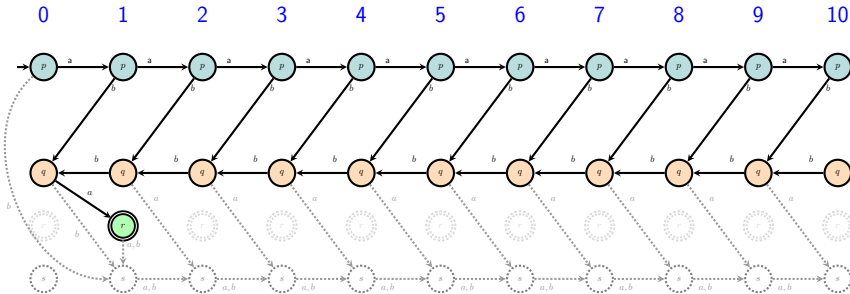 0 1 2 3 4 5 6 7 8 9 10
p a p a p a p a p a p a p a p a p a p a p
b b b b b b b b b b
q b q b q b q b q b q b q b q b q b q b q
a a a a a a a a a a
b r b r a, b r r r r r r r r
s s s s s s s s s s s
a, b a, b a, b a, b a, b a, b a, b a, b a, b